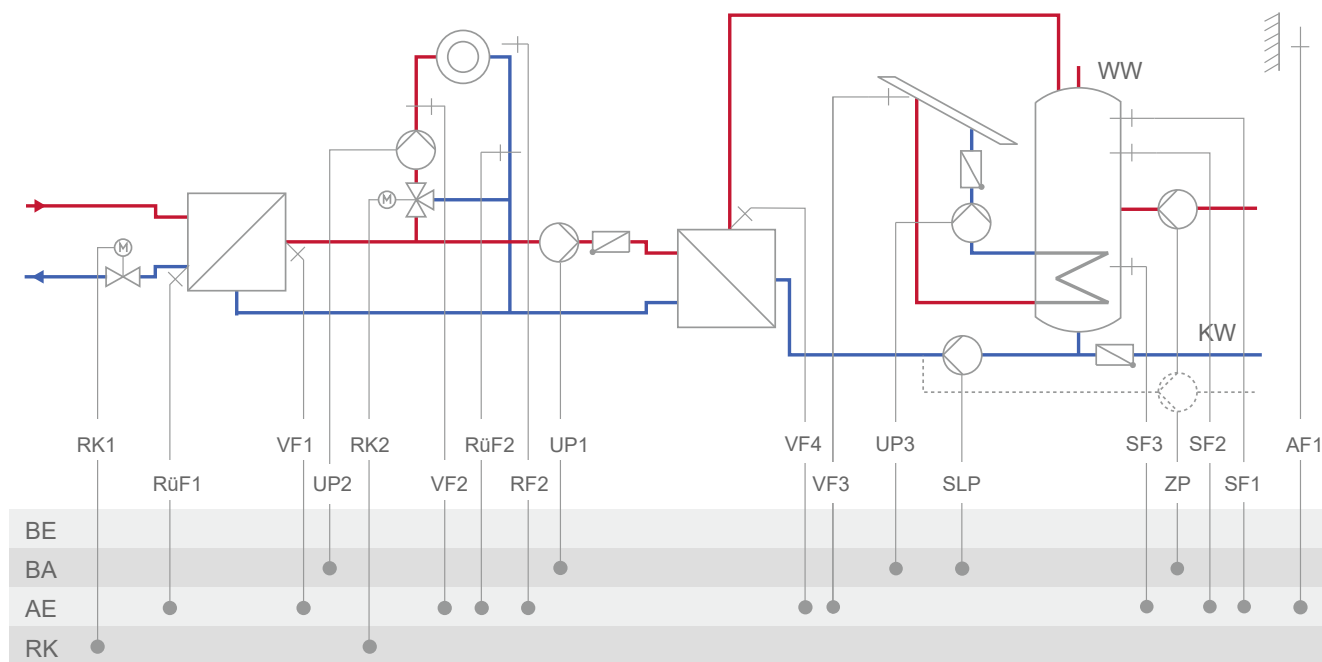 WW
M
M
KW
RK1 VF1 RK2 RüF2 UP1 VF4 UP3 SF3 SF2 AF1
RüF1 UP2 VF2 RF2 VF3 SLP ZP SF1
BE
BA
AE
RK